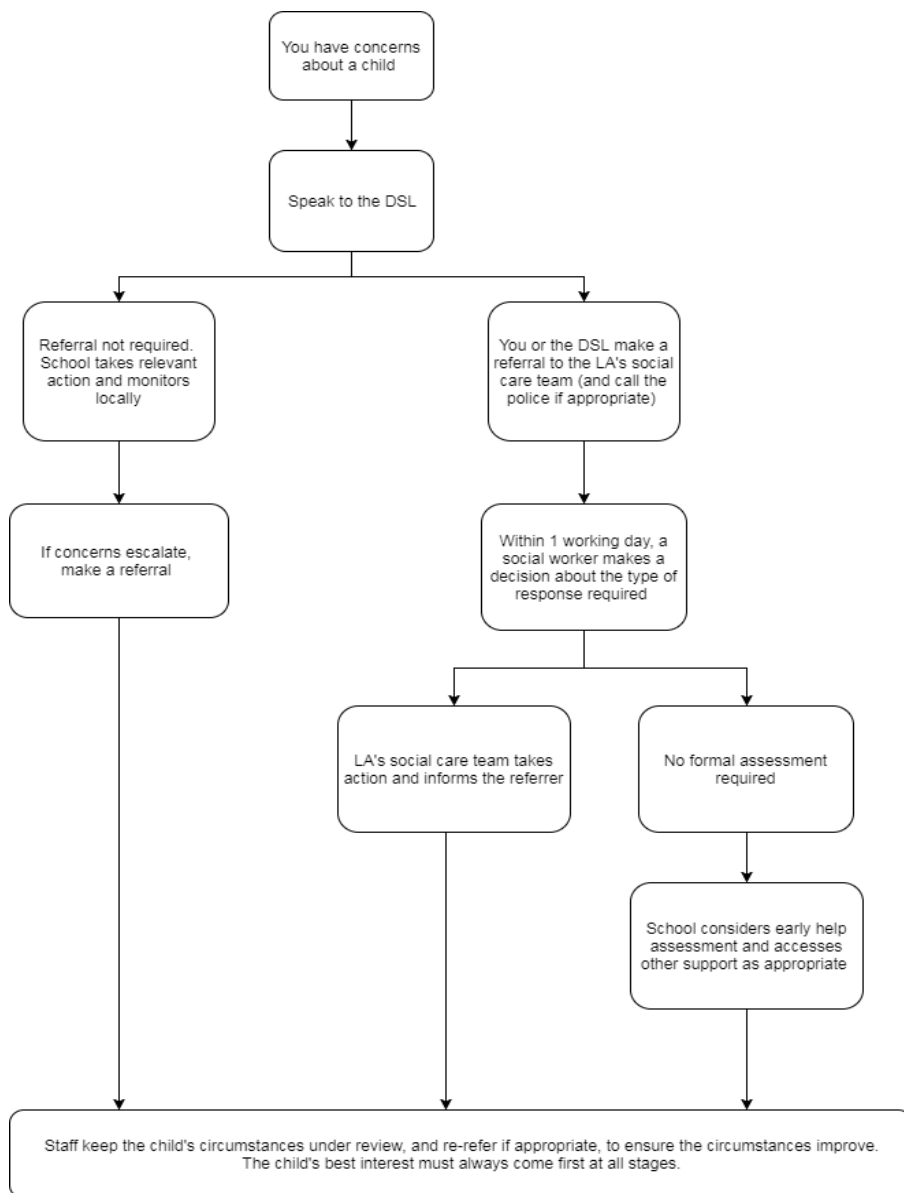 You have concerns
about a child
Speak to the DSL
Referral not required.
School takes relevant
action and monitors
locally
You or the DSL make a
referral to the LA's social
care team (and call the
police if appropriate)
If concerns escalate,
make a referral
Within 1 working day, a
social worker makes a
decision about the type of
response required
LA's social care team takes
action and informs the referrer
No formal assessment
required
School considers early help
assessment and accesses
other support as appropriate
Staff keep the child's circumstances under review, and re-refer if appropriate, to ensure the circumstances improve.
The child's best interest must always come first at all stages.